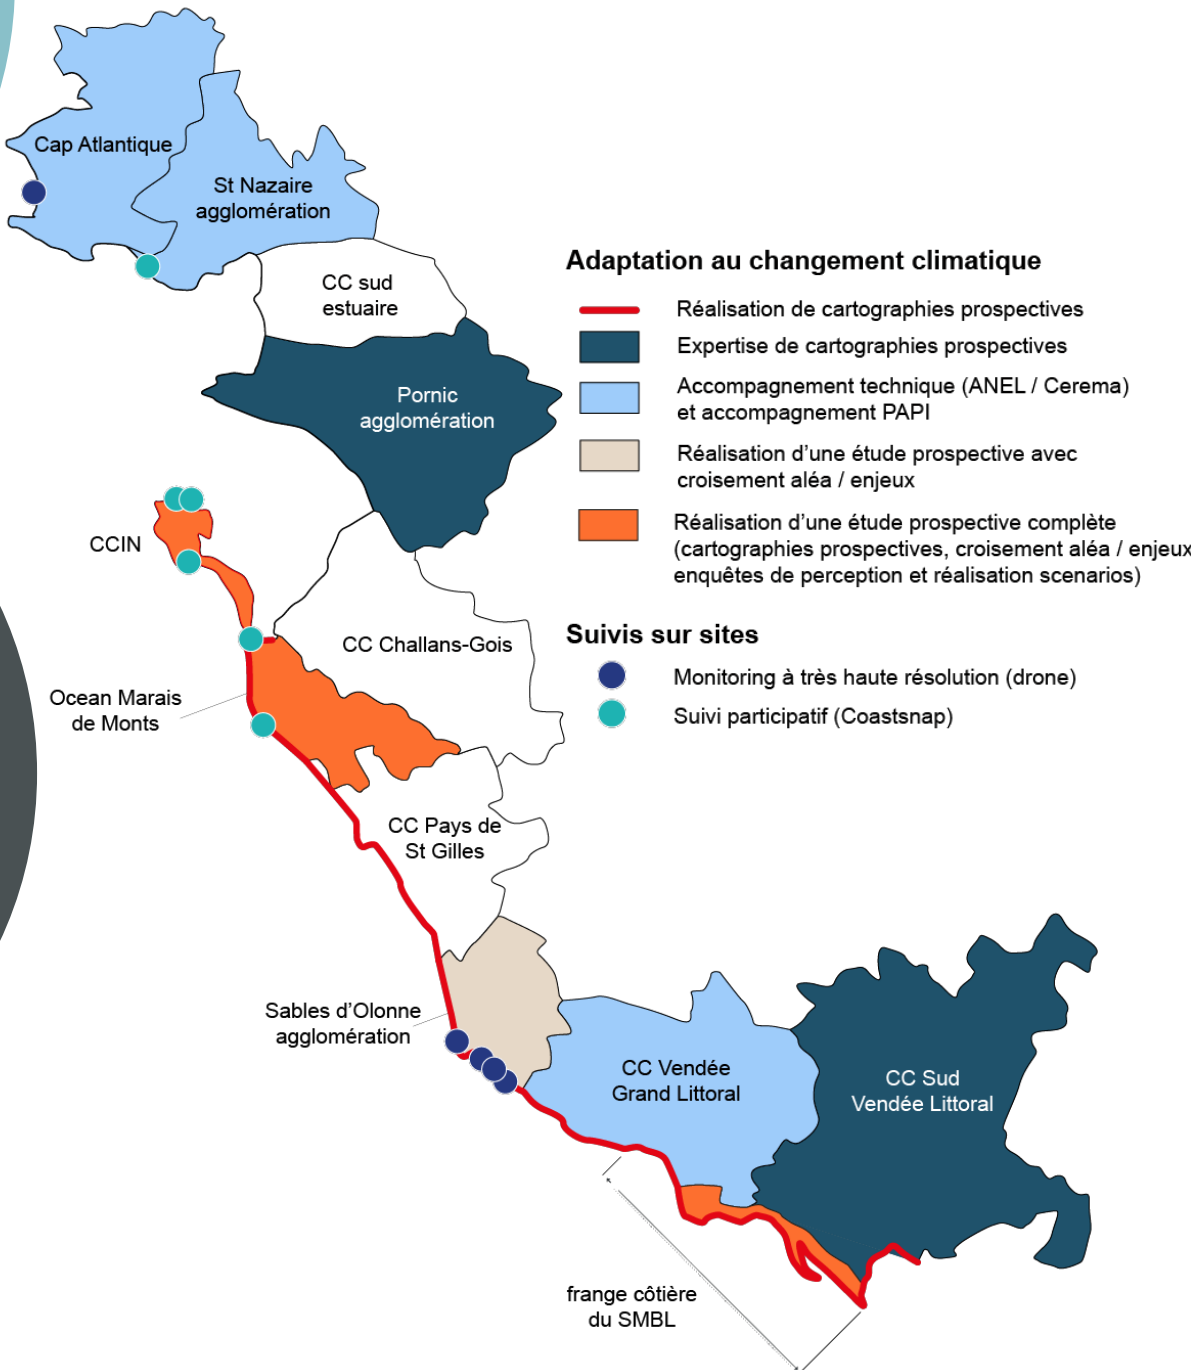 Cap Atlantique
St Nazaire
agglomération
CC sud
estuaire
Pornic
agglomération
CCIN
CC Challans-Gois
Ocean Marais
de Monts
CC Pays de
St Gilles
Sables d’Olonne
agglomération
CC Vendée
Grand Littoral
CC Sud
Vendée Littoral
frange côtière
du SMBL
Adaptation au changement climatique
Réalisation de cartographies prospectives
Expertise de cartographies prospectives
Accompagnement technique (ANEL / Cerema)
et accompagnement PAPI
Réalisation d’une étude prospective avec
croisement aléa / enjeux
Réalisation d’une étude prospective complète
(cartographies prospectives, croisement aléa / enjeux
enquêtes de perception et réalisation scenarios)
Suivis sur sites
Monitoring à très haute résolution (drone)
Suivi participatif (Coastsnap)